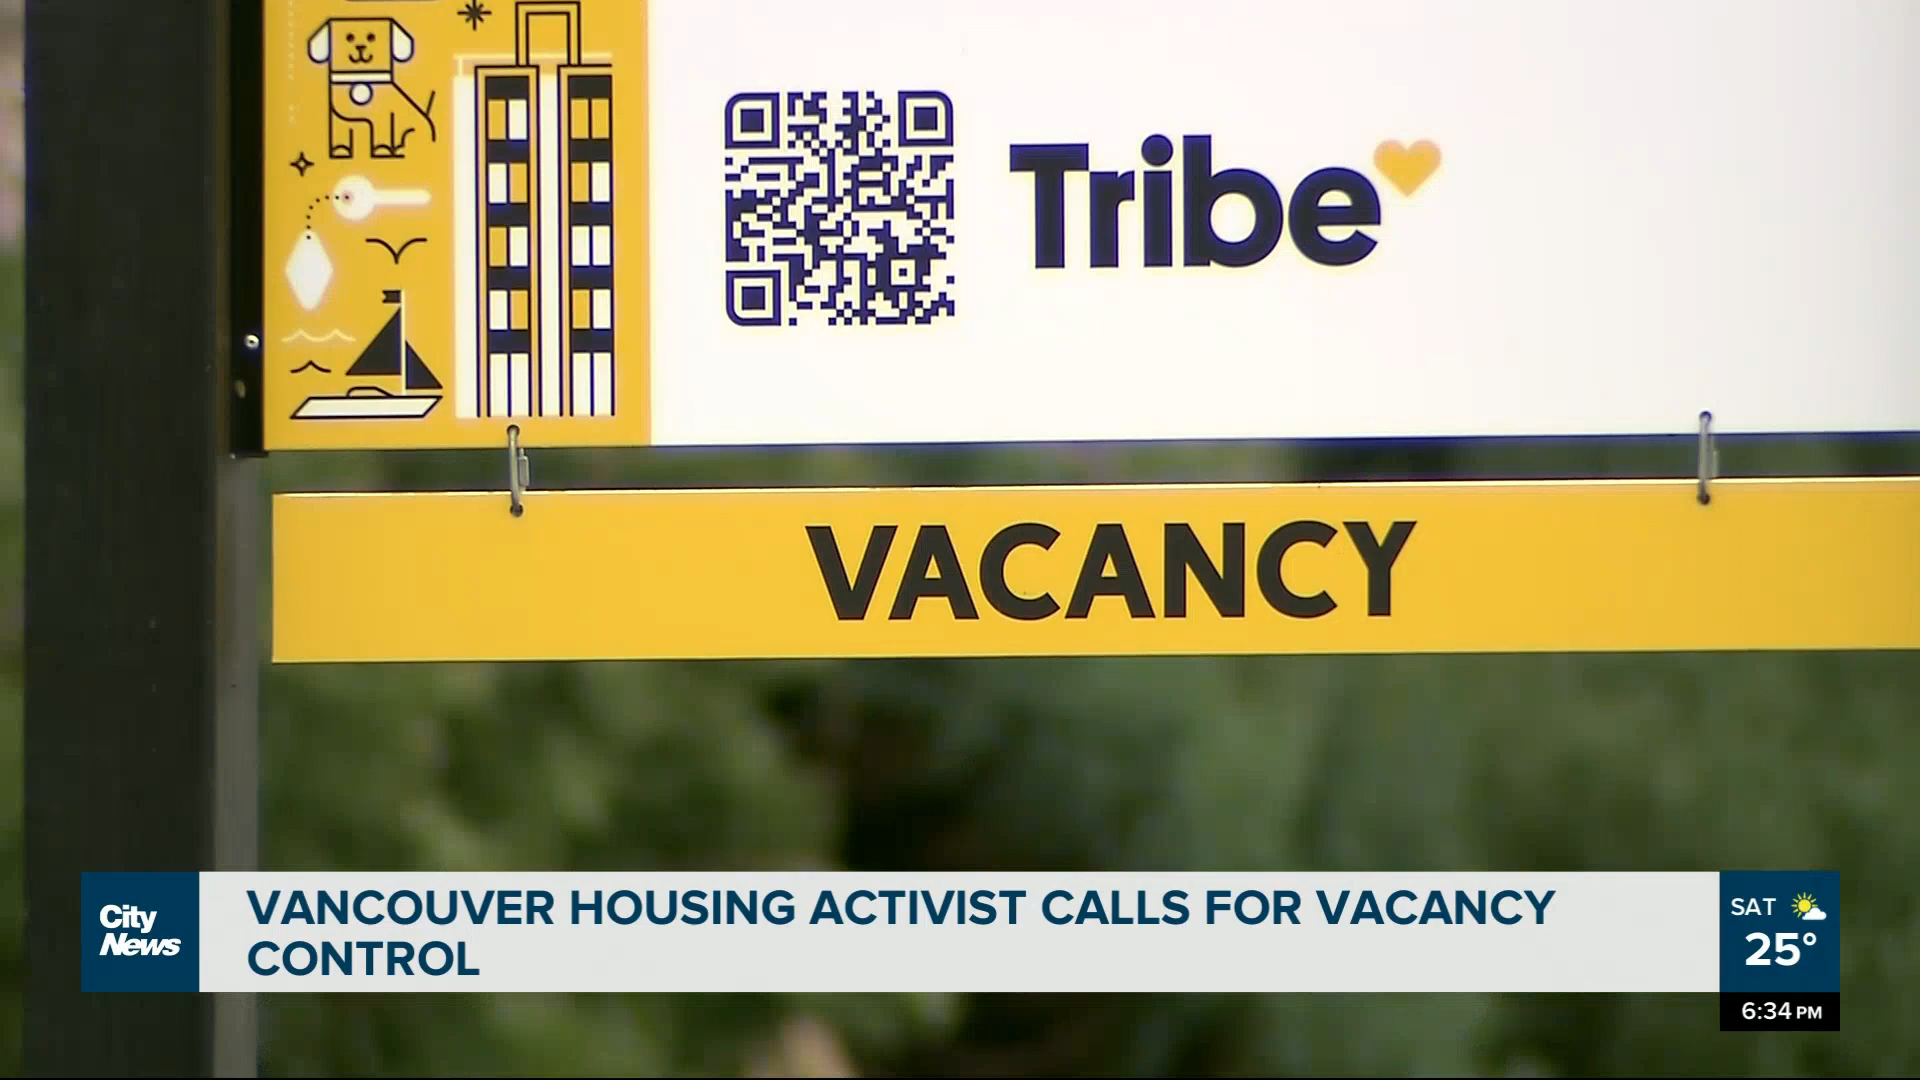 Tribe
VACANCY
City
News
VANCOUVER HOUSING ACTIVIST CALLS FOR VACANCY
CONTROL
SAT
25°
6:34 PM